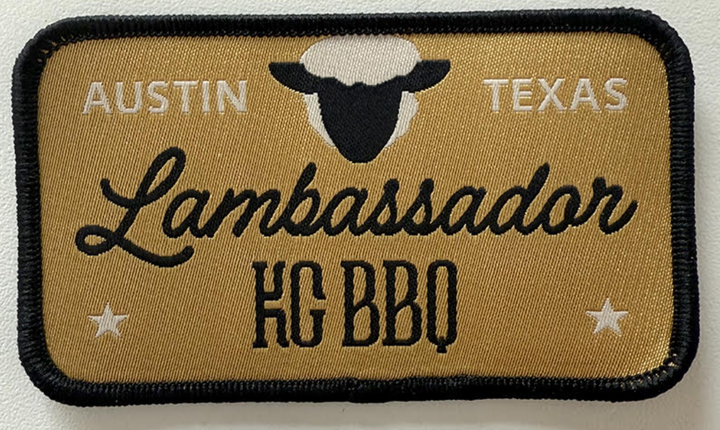 AUSTIN TEXAS
Lambassador
KG BBQ